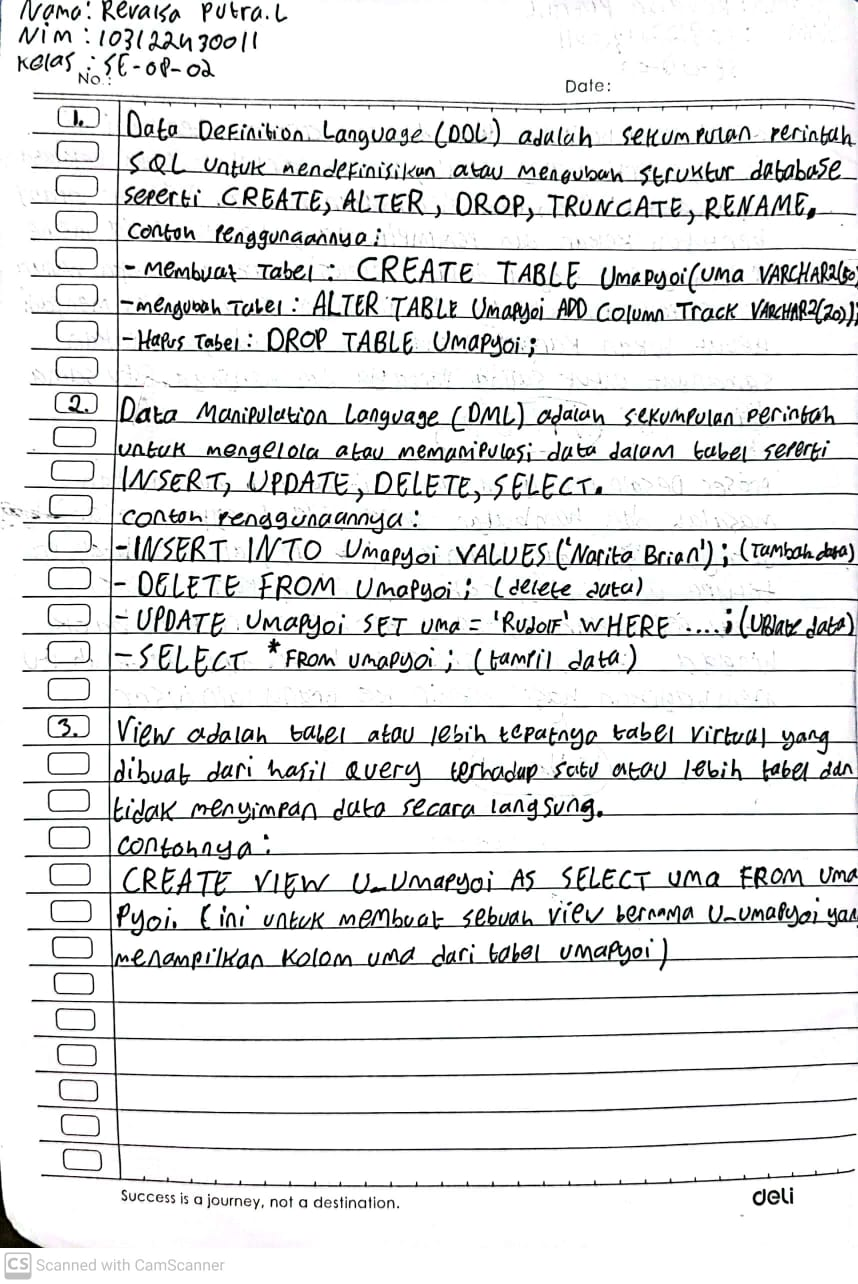 Nama: Revalsa Putra.L
Nim : 103122430011
Kelas : SE-08-02
No.:
Date:
1. Data Definition Language (DDL) adalah sekumpulan perintah
SQL untuk mendefinisikan atau mengubah struktur database
seperti CREATE, ALTER, DROP, TRUNCATE, RENAME.
contoh penggunaannya :
- Membuat Tabel : CREATE TABLE Umapyoi(uma VARCHAR2(50)
- mengubah Tabel : ALTER TABLE Umapyoi ADD Column Track VARCHAR2(20));
- Hapus Tabel : DROP TABLE Umapyoi ;
2. Data Manipulation Language (DML) adalah sekumpulan perintah
untuk mengelola atau memanipulasi data dalam tabel seperti
INSERT, UPDATE, DELETE, SELECT.
contoh penggunaannya :
- INSERT INTO Umapyoi VALUES ('Narita Brian') ; (Tambah data)
- DELETE FROM Umapyoi ; (delete data)
- UPDATE Umapyoi SET uma = 'Rudolf' WHERE ....; (Update data)
- SELECT * FROM umapyoi ; (tampil data)
3. View adalah tabel atau lebih tepatnya tabel virtual yang
dibuat dari hasil query terhadap satu atau lebih tabel dan
tidak menyimpan data secara langsung.
contohnya :
CREATE VIEW U_Umapyoi AS SELECT uma FROM uma
Pyoi. (ini untuk membuat sebuah view bernama U_umapyoi yan
menampilkan kolom uma dari tabel umapyoi)
Success is a journey, not a destination.
deli
CS Scanned with CamScanner